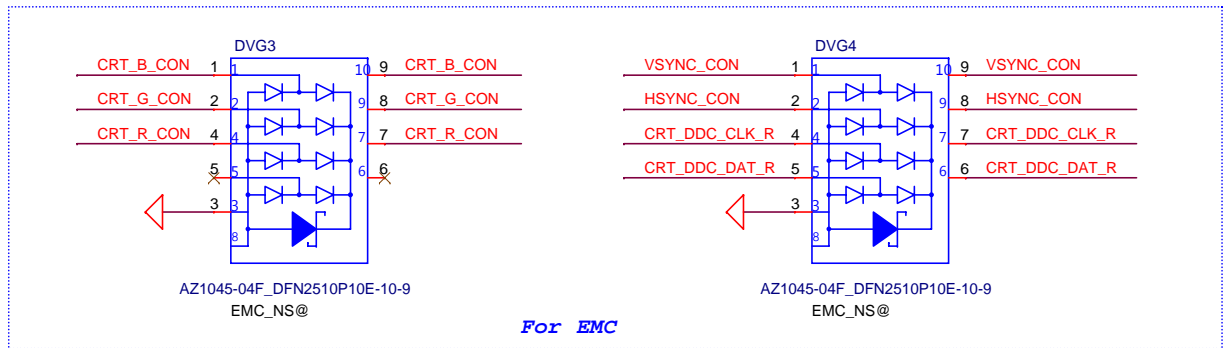 DVG3 DVG4
CRT_B_CON 1 1 10 9 CRT_B_CON VSYNC_CON 1 1 10 9 VSYNC_CON
CRT_G_CON 2 2 9 8 CRT_G_CON HSYNC_CON 2 2 9 8 HSYNC_CON
CRT_R_CON 4 4 7 7 CRT_R_CON CRT_DDC_CLK_R 4 4 7 7 CRT_DDC_CLK_R
5 5 6 6 CRT_DDC_DAT_R 5 5 6 6 CRT_DDC_DAT_R
3 3 3 3
8 8
AZ1045-04F_DFN2510P10E-10-9 AZ1045-04F_DFN2510P10E-10-9
EMC_NS@ EMC_NS@
For EMC